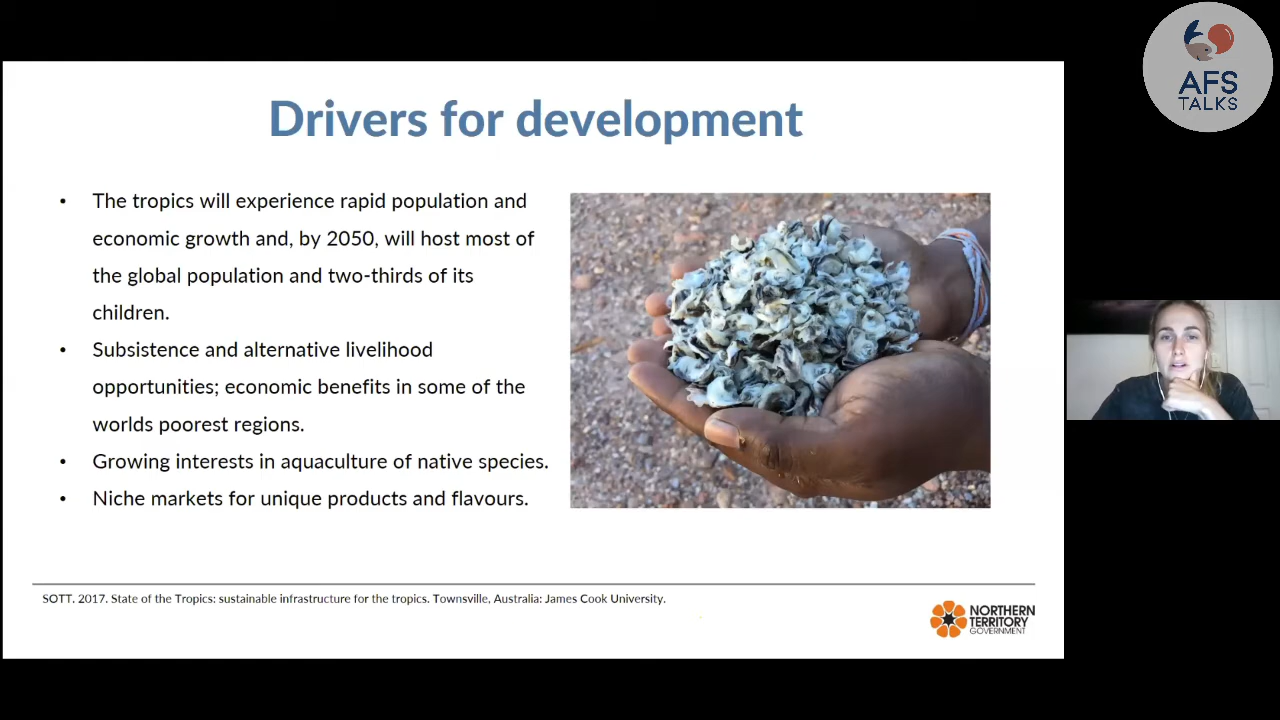 AFS
TALKS
Drivers for development
• The tropics will experience rapid population and
economic growth and, by 2050, will host most of
the global population and two-thirds of its
children.
• Subsistence and alternative livelihood
opportunities; economic benefits in some of the
worlds poorest regions.
• Growing interests in aquaculture of native species.
• Niche markets for unique products and flavours.
SOTT. 2017. State of the Tropics: sustainable infrastructure for the tropics. Townsville, Australia: James Cook University.
NORTHERN
TERRITORY
GOVERNMENT